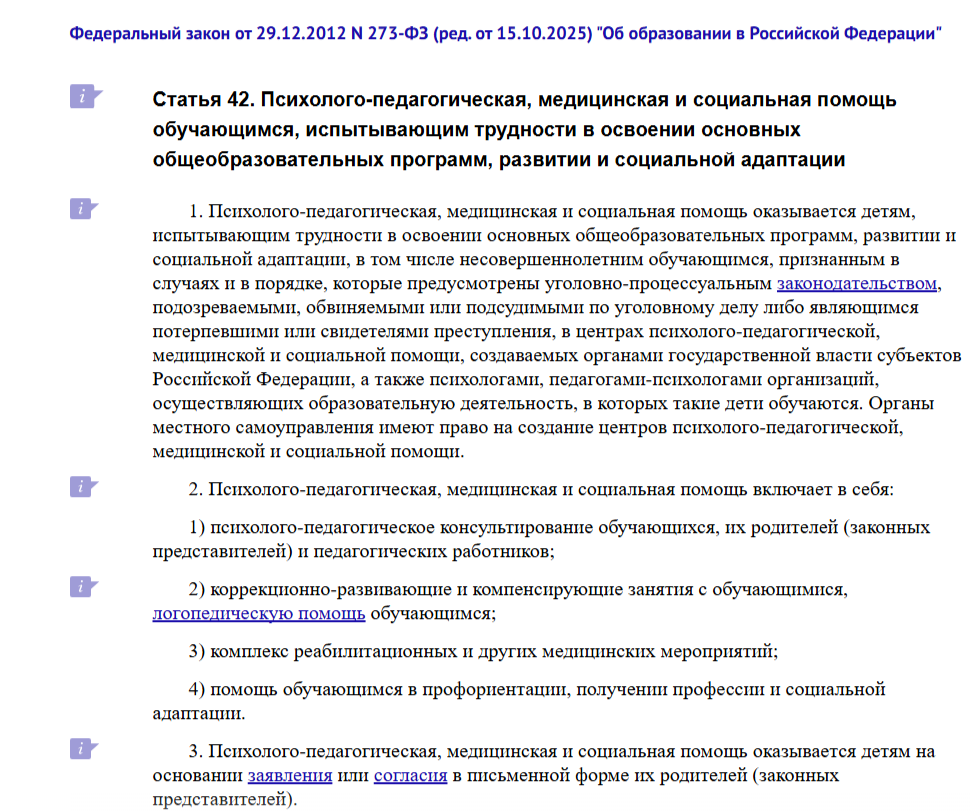 Федеральный закон от 29.12.2012 N 273-ФЗ (ред. от 15.10.2025) "Об образовании в Российской Федерации"
Статья 42. Психолого-педагогическая, медицинская и социальная помощь
обучающимся, испытывающим трудности в освоении основных
общеобразовательных программ, развитии и социальной адаптации
1. Психолого-педагогическая, медицинская и социальная помощь оказывается детям,
испытывающим трудности в освоении основных общеобразовательных программ, развитии и
социальной адаптации, в том числе несовершеннолетним обучающимся, признанным в
случаях и в порядке, которые предусмотрены уголовно-процессуальным законодательством,
подозреваемыми, обвиняемыми или подсудимыми по уголовному делу либо являющимся
потерпевшими или свидетелями преступления, в центрах психолого-педагогической,
медицинской и социальной помощи, создаваемых органами государственной власти субъектов
Российской Федерации, а также психологами, педагогами-психологами организаций,
осуществляющих образовательную деятельность, в которых такие дети обучаются. Органы
местного самоуправления имеют право на создание центров психолого-педагогической,
медицинской и социальной помощи.
2. Психолого-педагогическая, медицинская и социальная помощь включает в себя:
1) психолого-педагогическое консультирование обучающихся, их родителей (законных
представителей) и педагогических работников;
2) коррекционно-развивающие и компенсирующие занятия с обучающимися,
логопедическую помощь обучающимся;
3) комплекс реабилитационных и других медицинских мероприятий;
4) помощь обучающимся в профориентации, получении профессии и социальной
адаптации.
3. Психолого-педагогическая, медицинская и социальная помощь оказывается детям на
основании заявления или согласия в письменной форме их родителей (законных
представителей).